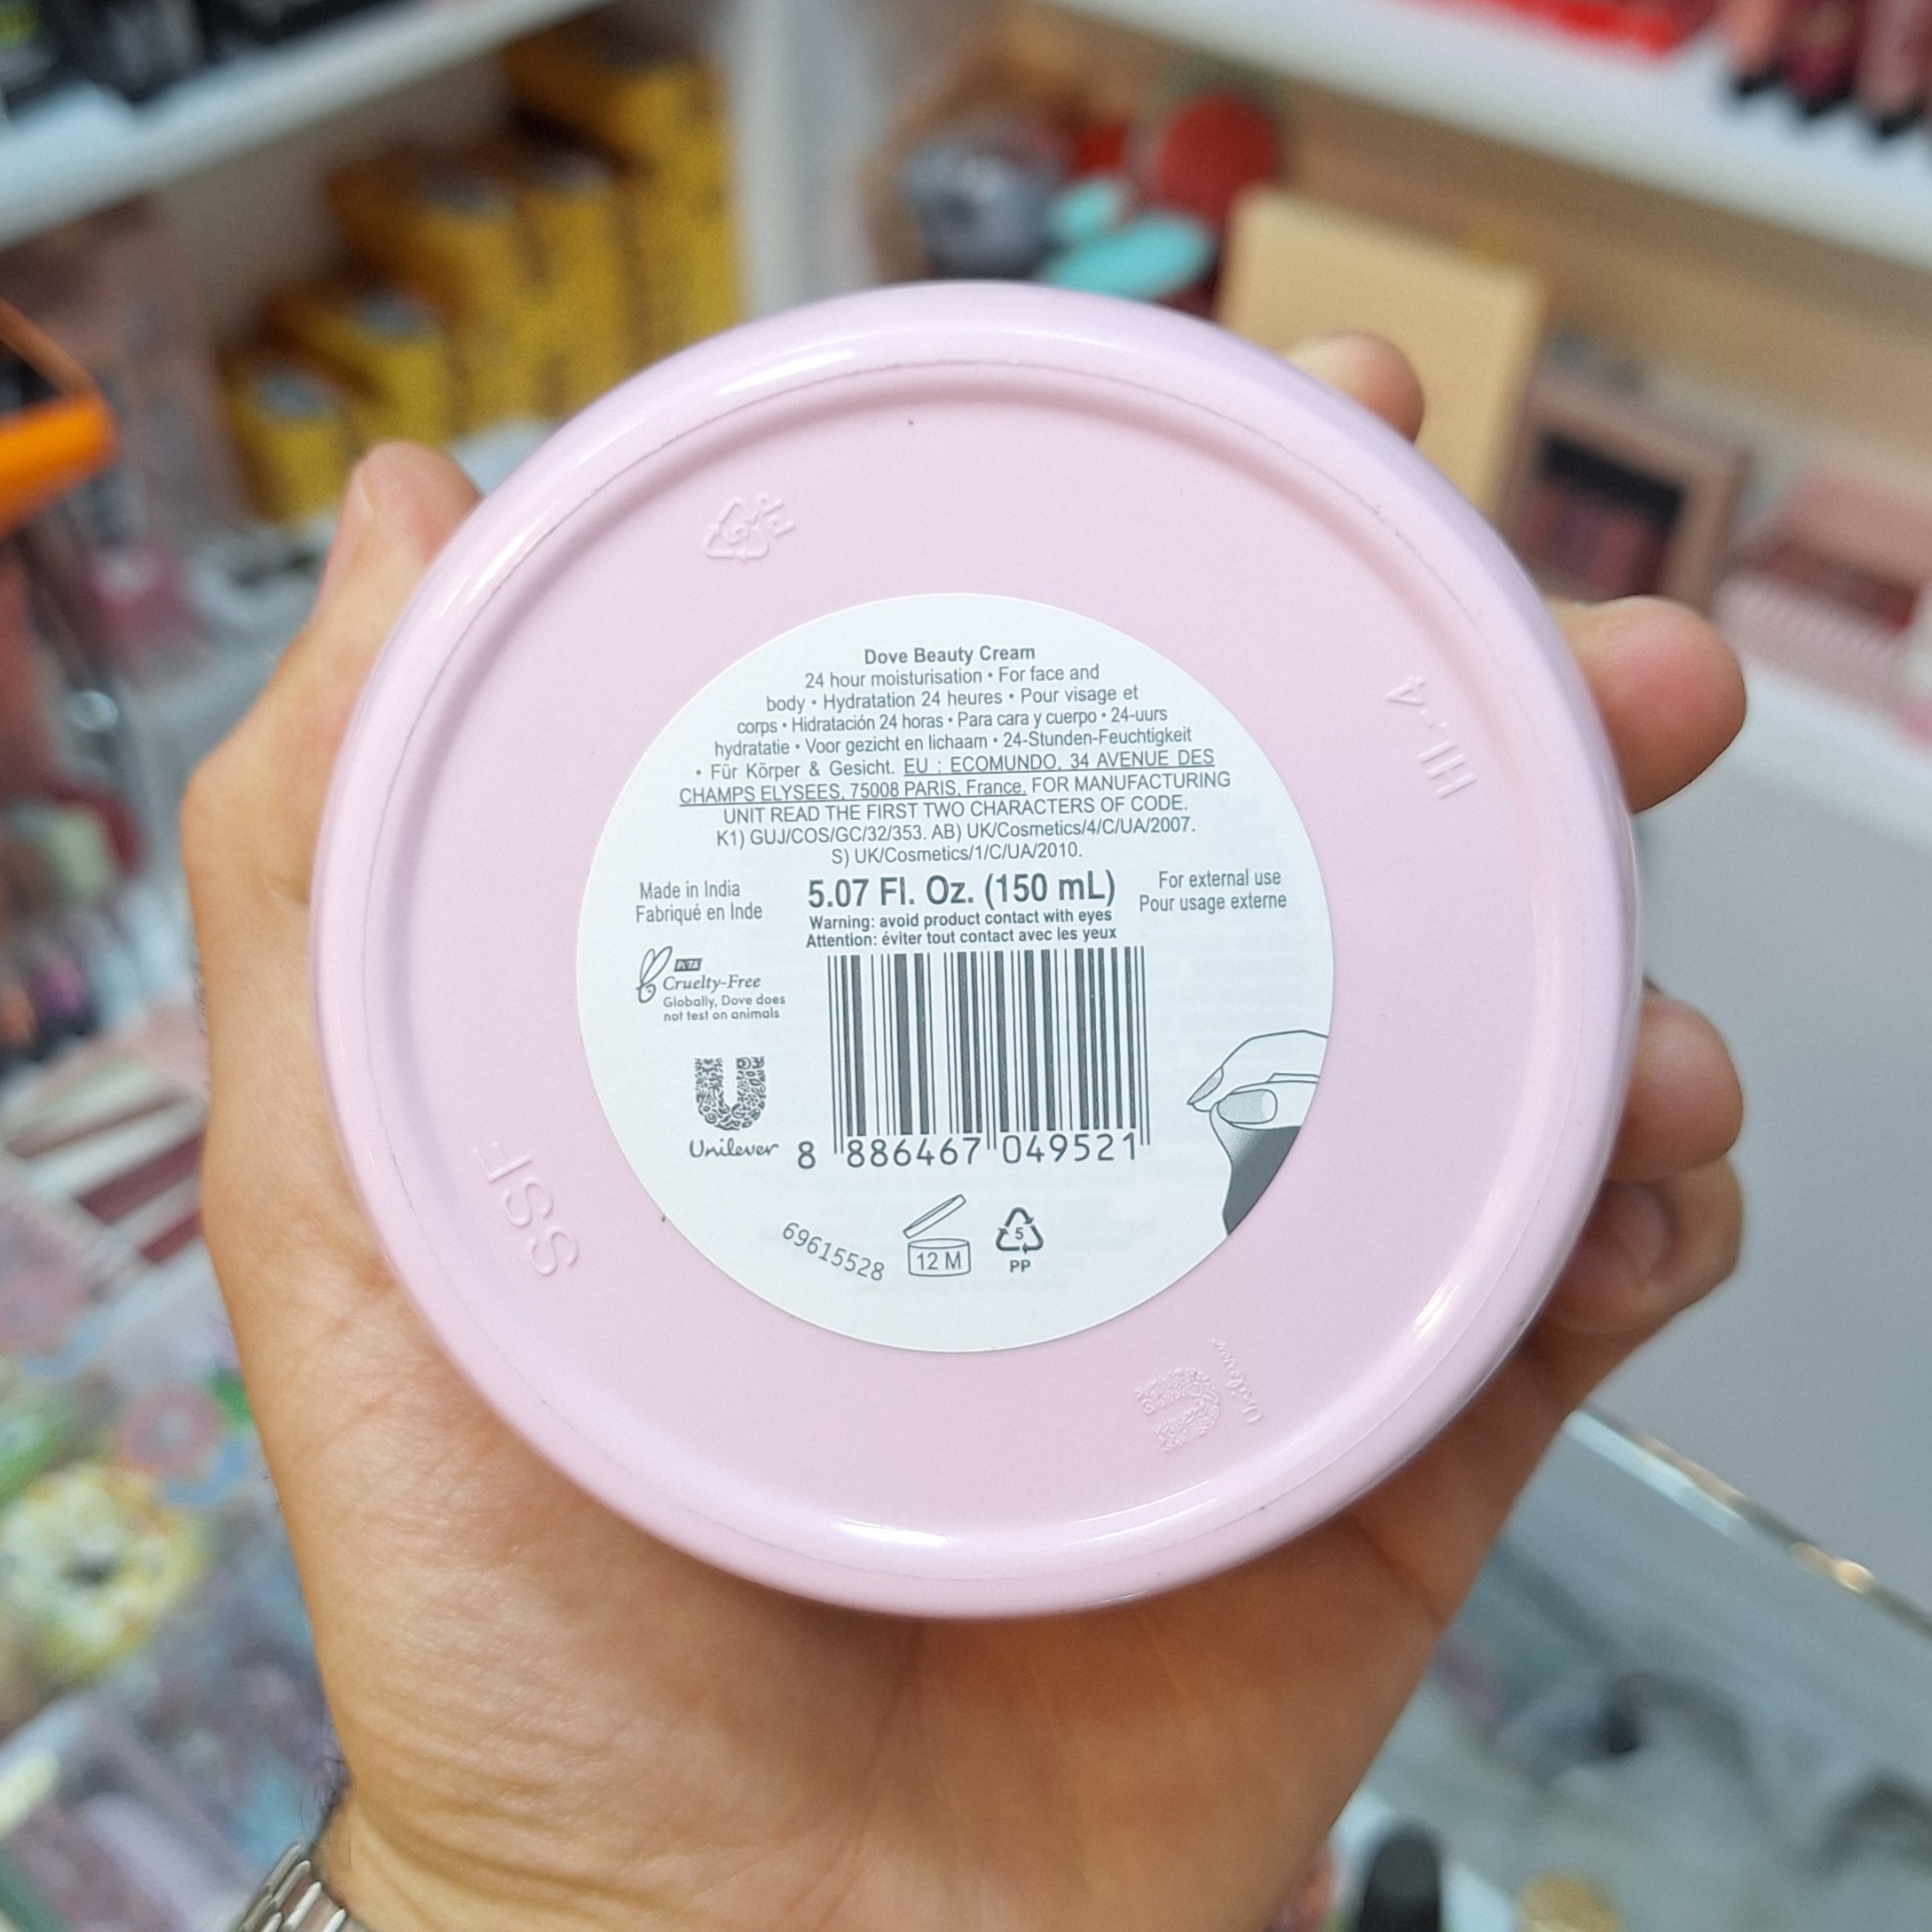 PP
HI-4
Dove Beauty Cream
24 hour moisturisation • For face and
body • Hydratation 24 heures • Pour visage et
corps • Hidratación 24 horas • Para cara y cuerpo • 24-uurs
hydratatie • Voor gezicht en lichaam • 24-Stunden-Feuchtigkeit
• Für Körper & Gesicht. EU : ECOMUNDO, 34 AVENUE DES
CHAMPS ELYSEES, 75008 PARIS, France. FOR MANUFACTURING
UNIT READ THE FIRST TWO CHARACTERS OF CODE.
K1) GUJ/COS/GC/32/353. AB) UK/Cosmetics/4/C/UA/2007.
S) UK/Cosmetics/1/C/UA/2010.
Made in India
Fabriqué en Inde
5.07 Fl. Oz. (150 mL)
Warning: avoid product contact with eyes
Attention: éviter tout contact avec les yeux
For external use
Pour usage externe
PeTA
Cruelty-Free
Globally, Dove does
not test on animals
Unilever
8 886467 049521
SSF
69615528
12 M
5
PP
Unilever